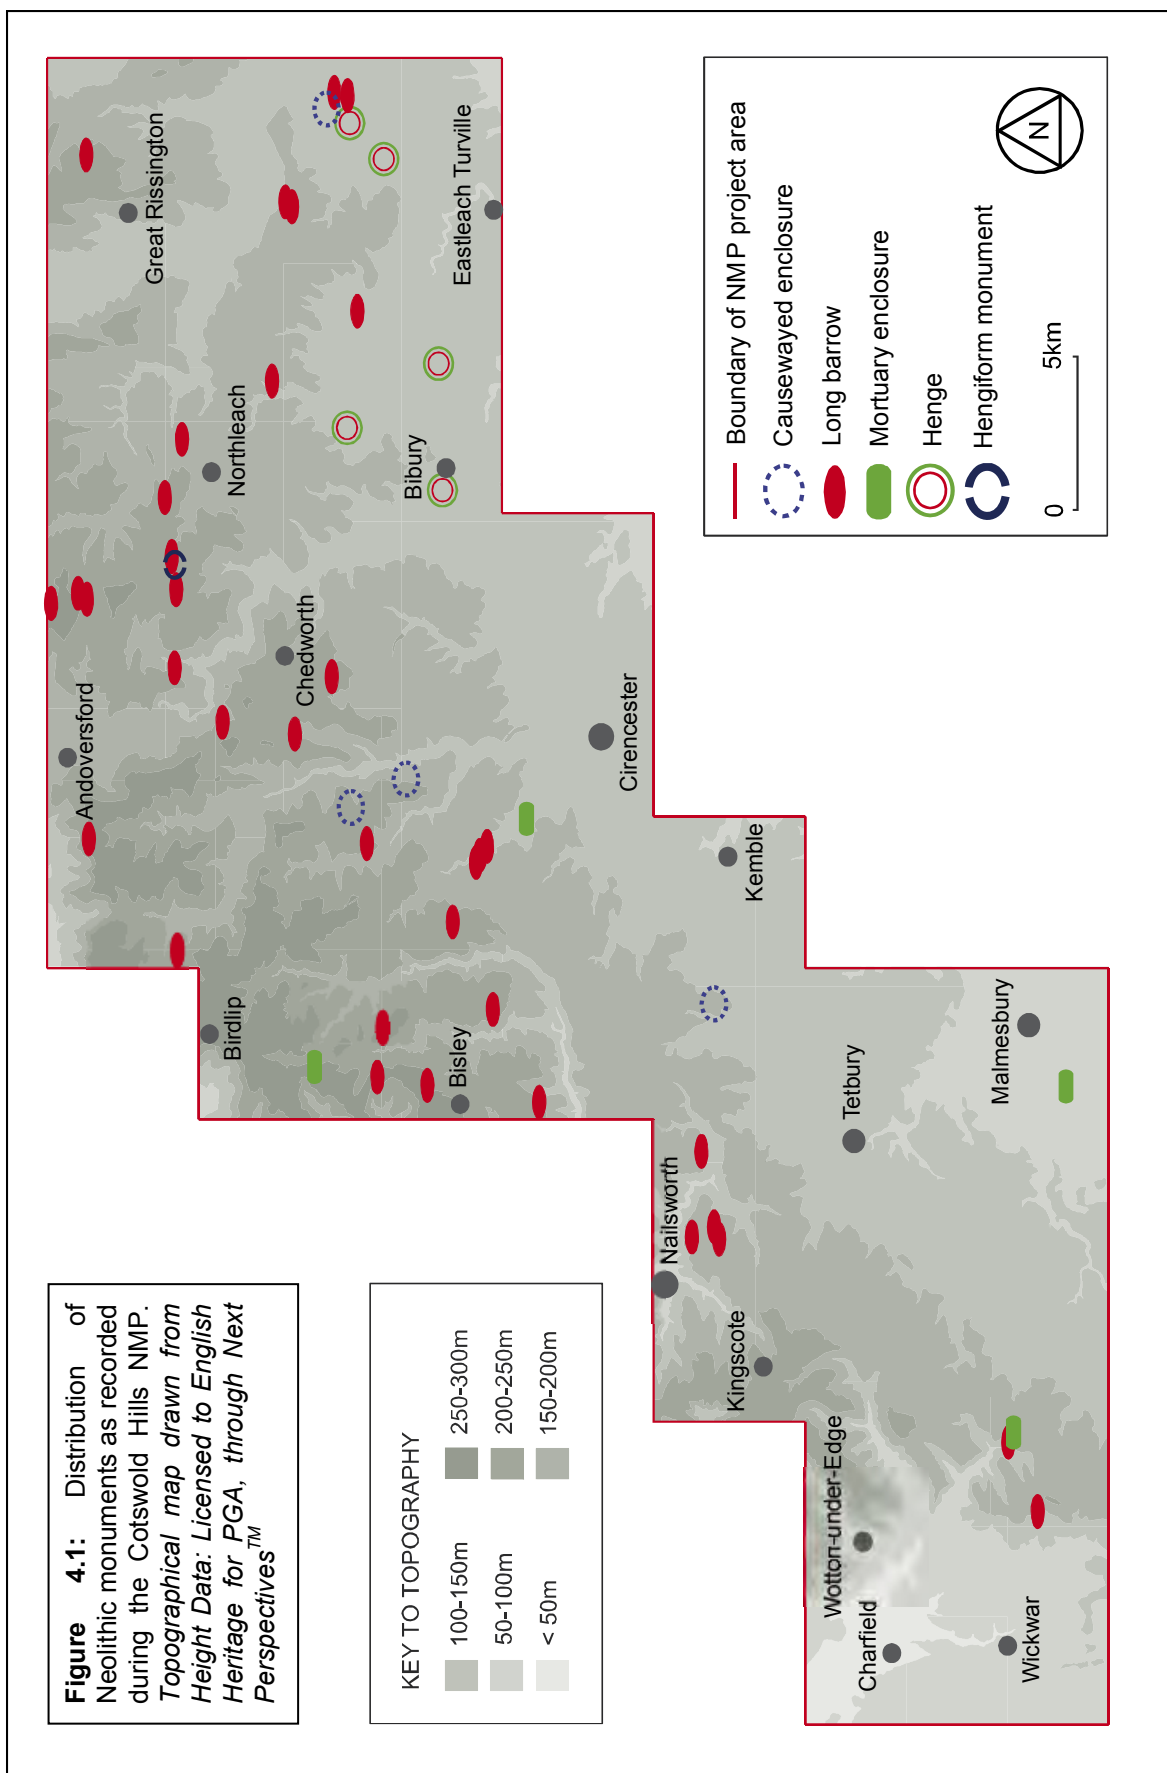 Figure 4.1: Distribution of
Neolithic monuments as recorded
during the Cotswold Hills NMP.
Topographical map drawn from
Height Data: Licensed to English
Heritage for PGA, through Next
Perspectives™
KEY TO TOPOGRAPHY
100-150m
50-100m
< 50m
250-300m
200-250m
150-200m
Andoversford
Great Rissington
Northleach
Birdlip
Chedworth
Bisley
Bibury
Eastleach Turville
Cirencester
Nailsworth
Kemble
Kingscote
Tetbury
Wotton-under-Edge
Charfield
Malmesbury
Wickwar
Boundary of NMP project area
Causewayed enclosure
Long barrow
Mortuary enclosure
Henge
Hengiform monument
0 5km
N